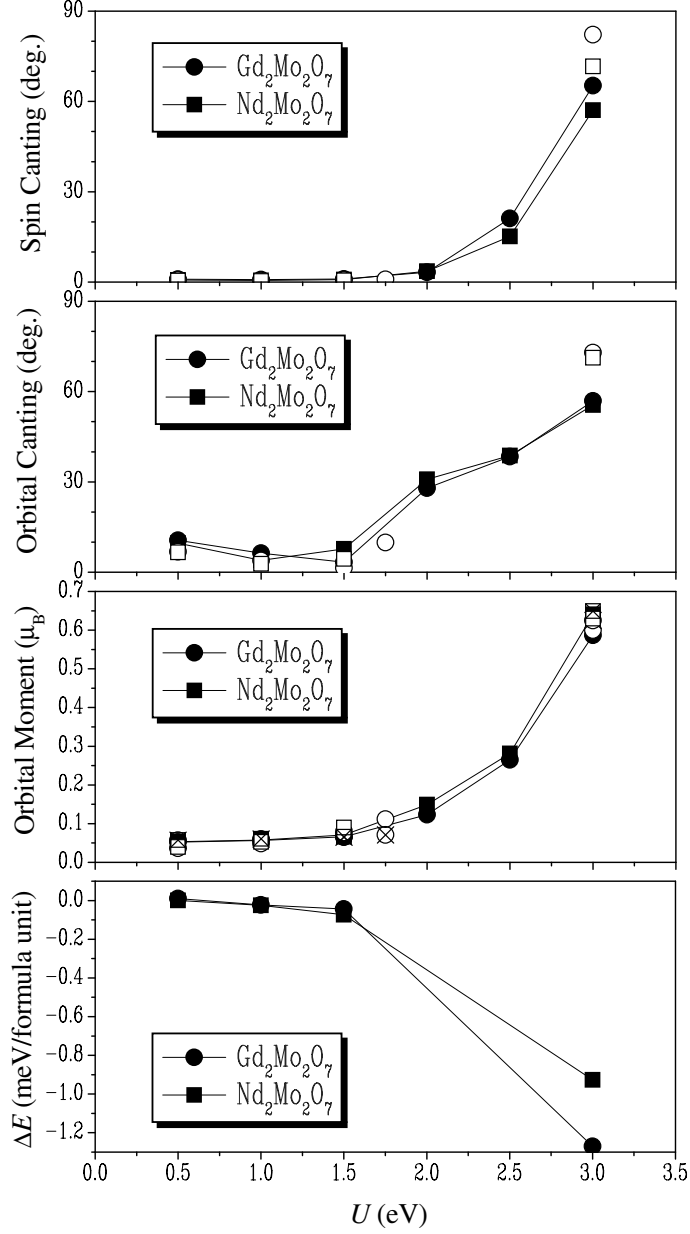 90
60
30
0
Spin Canting (deg.)
Gd₂Mo₂O₇
Nd₂Mo₂O₇
90
60
30
0
Orbital Canting (deg.)
Gd₂Mo₂O₇
Nd₂Mo₂O₇
0.7
0.6
0.5
0.4
0.3
0.2
0.1
0.0
Orbital Moment (μ_B)
Gd₂Mo₂O₇
Nd₂Mo₂O₇
0.0
-0.2
-0.4
-0.6
-0.8
-1.0
-1.2
ΔE (meV/formula unit)
Gd₂Mo₂O₇
Nd₂Mo₂O₇
0.0 0.5 1.0 1.5 2.0 2.5 3.0 3.5
U (eV)